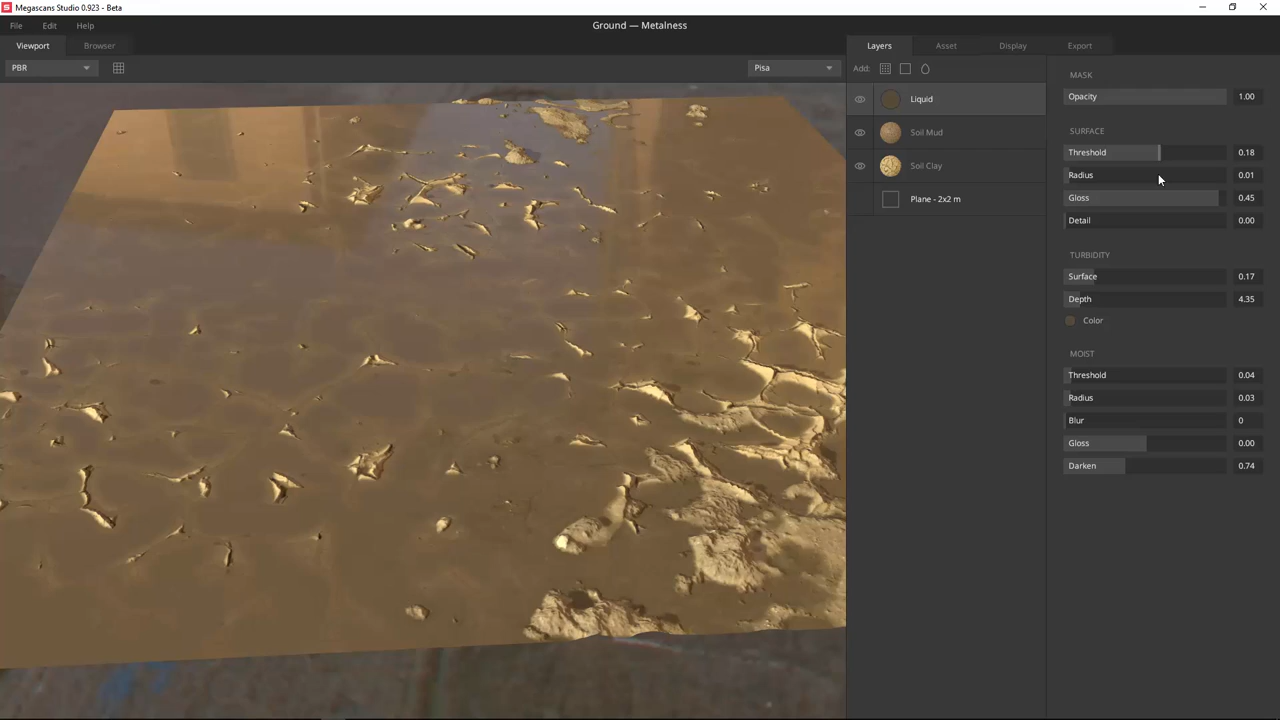 Megascans Studio 0.923 - Beta
File Edit Help
Ground — Metalness
Viewport Browser
Layers Asset Display Export
PBR
Pisa
Add:
Liquid
Soil Mud
Soil Clay
Plane - 2x2 m
MASK
Opacity 1.00
SURFACE
Threshold 0.18
Radius 0.01
Gloss 0.45
Detail 0.00
TURBIDITY
Surface 0.17
Depth 4.35
Color
MOIST
Threshold 0.04
Radius 0.03
Blur 0
Gloss 0.00
Darken 0.74